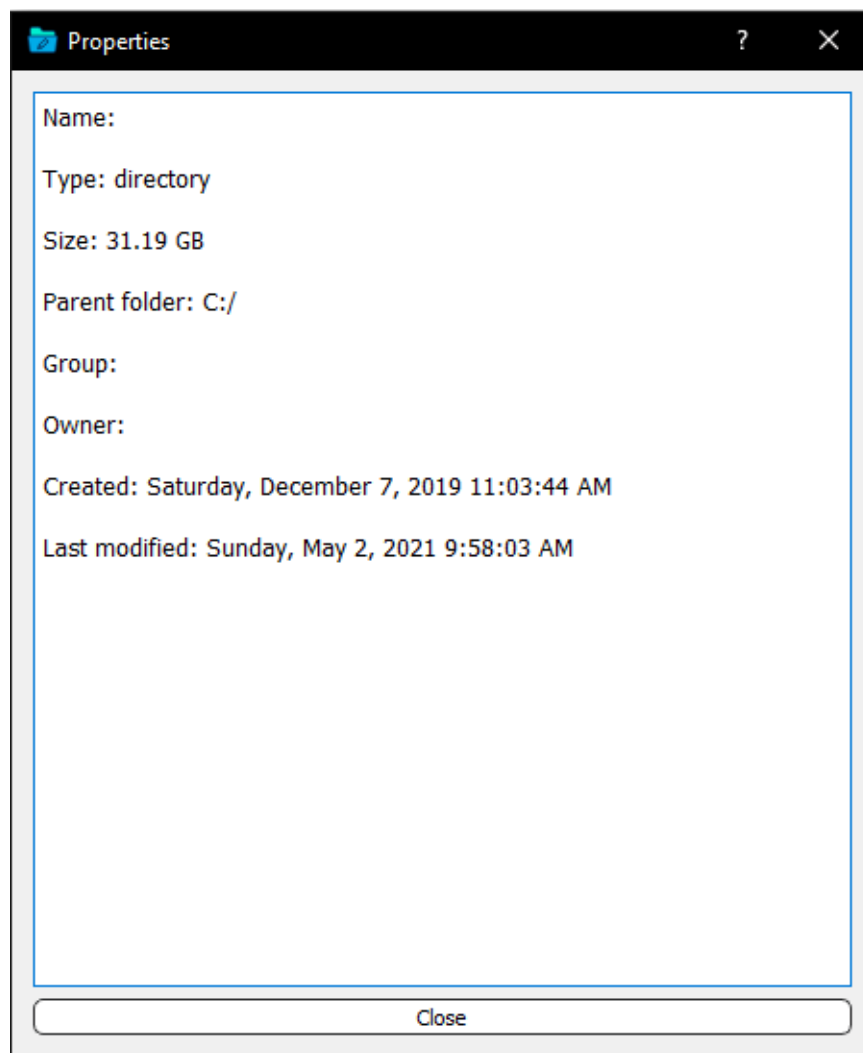 Properties
?
Name:
Type: directory
Size: 31.19 GB
Parent folder: C:/
Group:
Owner:
Created: Saturday, December 7, 2019 11:03:44 AM
Last modified: Sunday, May 2, 2021 9:58:03 AM
Close